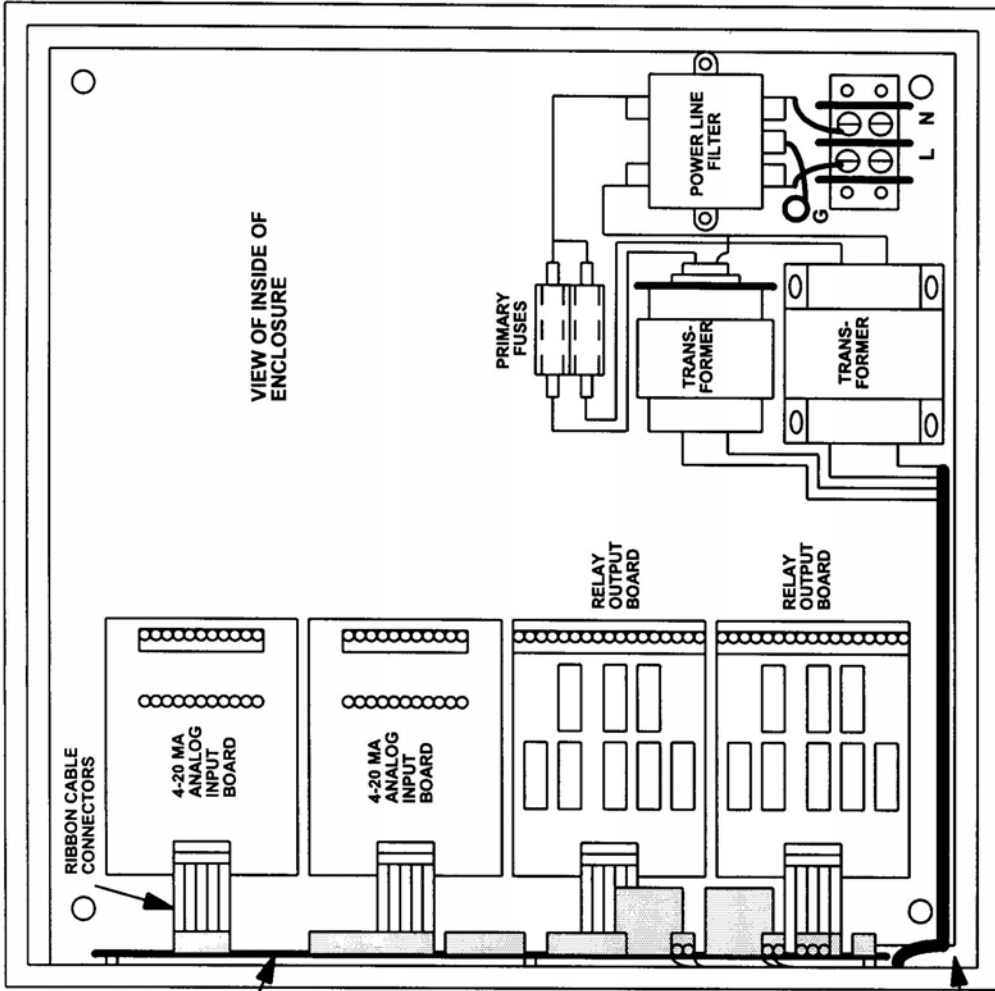 VIEW OF INSIDE OF
ENCLOSURE
POWER LINE
FILTER
N
L
G
PRIMARY
FUSES
TRANS-
FORMER
TRANS-
FORMER
RIBBON CABLE
CONNECTORS
4-20 MA
ANALOG
INPUT
BOARD
4-20 MA
ANALOG
INPUT
BOARD
RELAY
OUTPUT
BOARD
RELAY
OUTPUT
BOARD